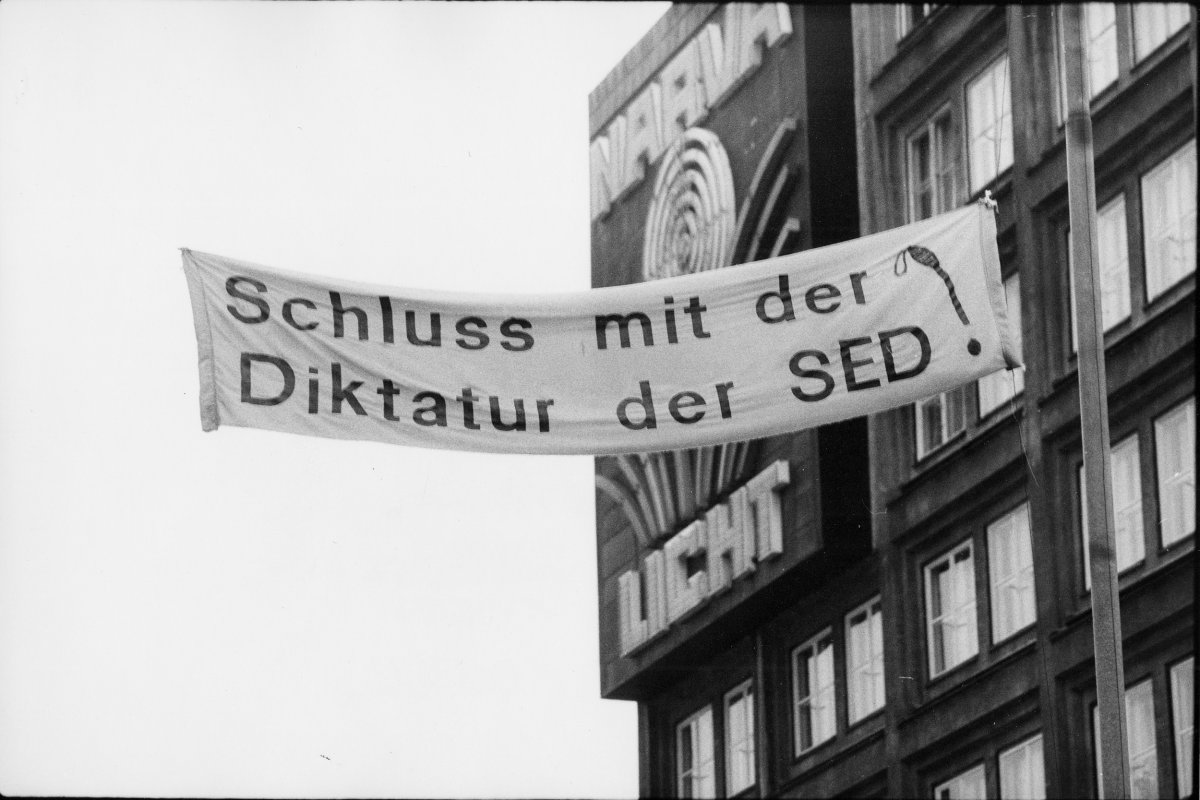 NARVA
Schluss mit der
Diktatur der SED!
LICHT